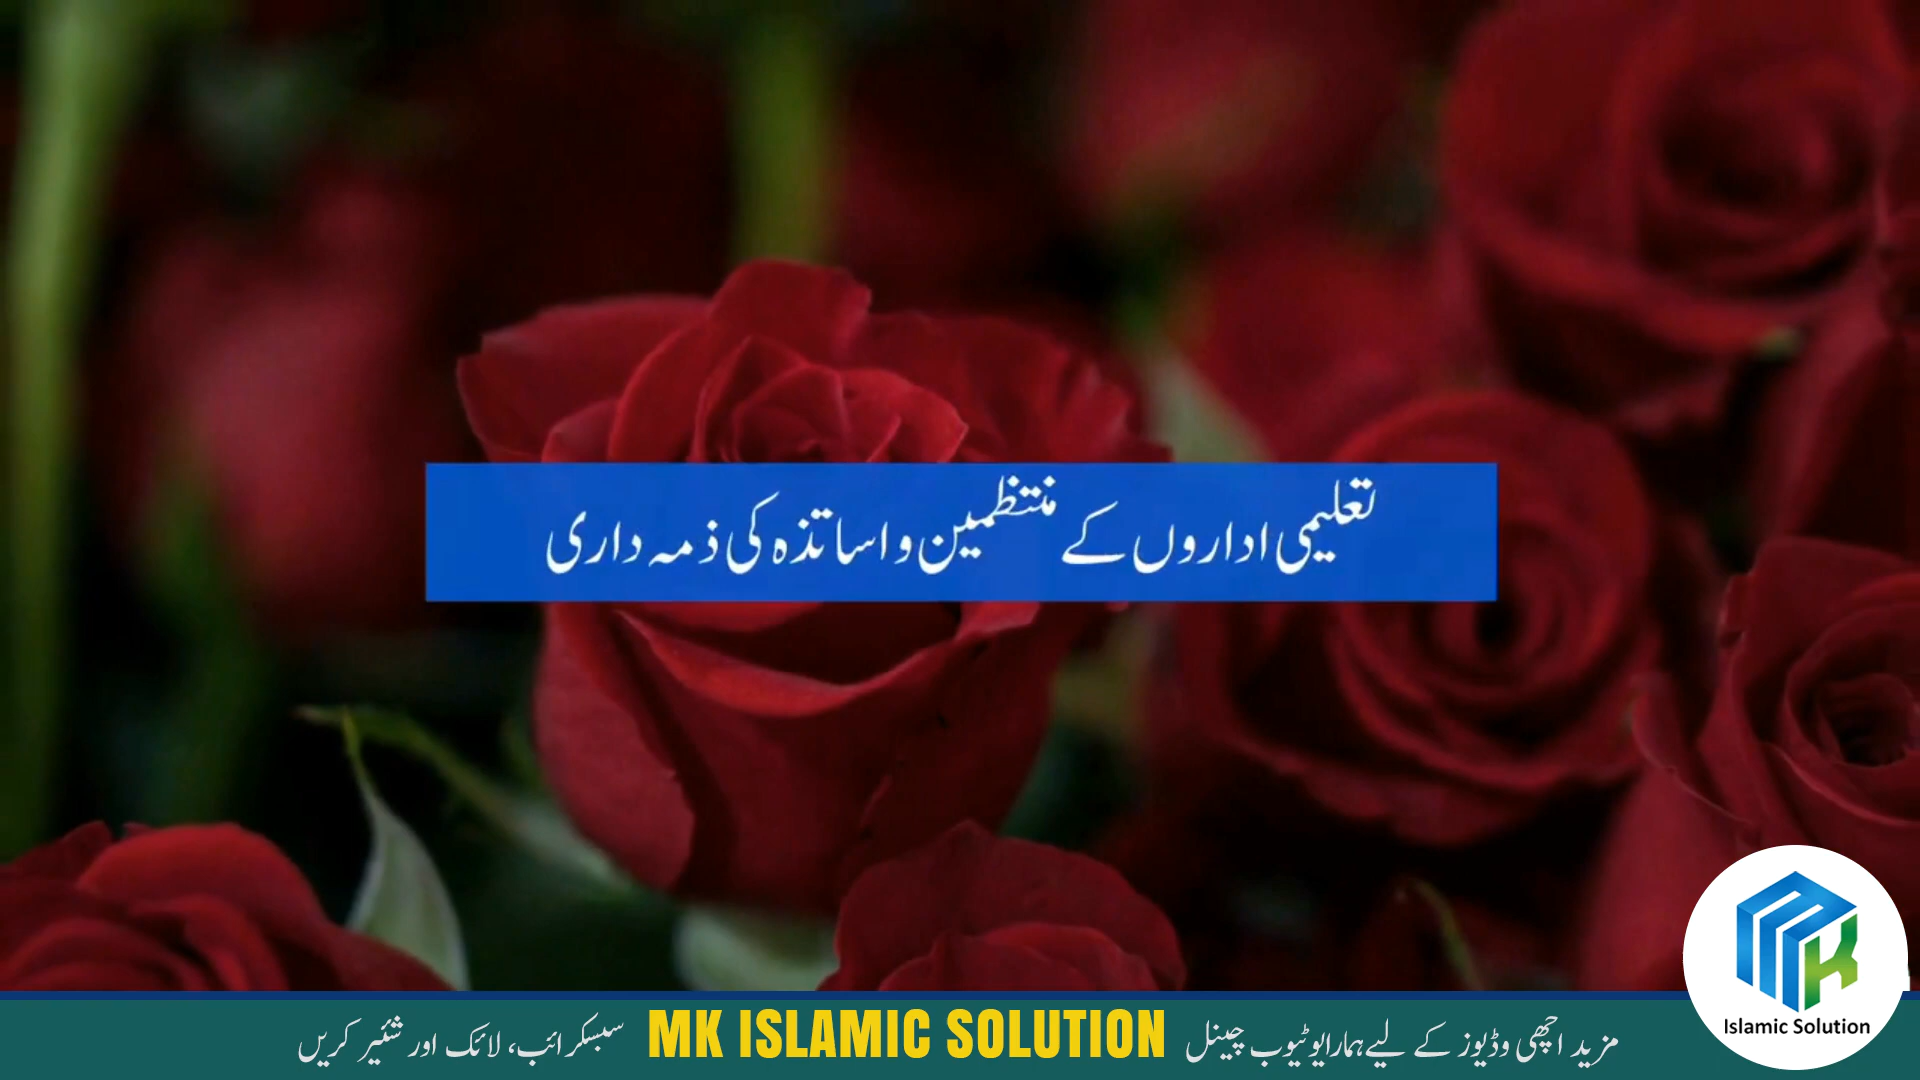 تعلیمی اداروں کے منتظمین و اساتذہ کی ذمہ داری
مزید اچھی وڈیوز کے لیے ہمارا یوٹیوب چینل MK ISLAMIC SOLUTION سبسکرائب، لائک اور شئیر کریں
MK
Islamic Solution